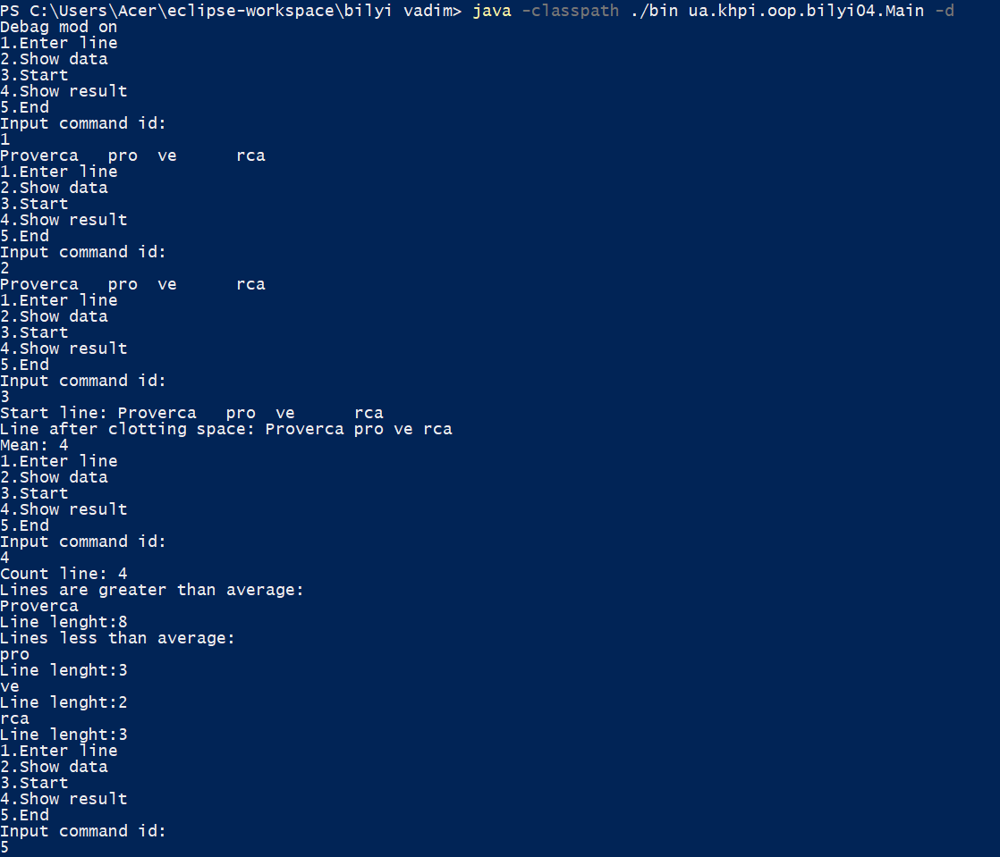 PS C:\Users\Acer\eclipse-workspace\bilyi vadim> java -classpath ./bin ua.khpi.oop.bilyi04.Main -d
Debag mod on
1.Enter line
2.Show data
3.Start
4.Show result
5.End
Input command id:
1
Proverca   pro  ve      rca
1.Enter line
2.Show data
3.Start
4.Show result
5.End
Input command id:
2
Proverca   pro  ve      rca
1.Enter line
2.Show data
3.Start
4.Show result
5.End
Input command id:
3
Start line: Proverca   pro  ve      rca
Line after clotting space: Proverca pro ve rca
Mean: 4
1.Enter line
2.Show data
3.Start
4.Show result
5.End
Input command id:
4
Count line: 4
Lines are greater than average:
Proverca
Line lenght:8
Lines less than average:
pro
Line lenght:3
ve
Line lenght:2
rca
Line lenght:3
1.Enter line
2.Show data
3.Start
4.Show result
5.End
Input command id:
5